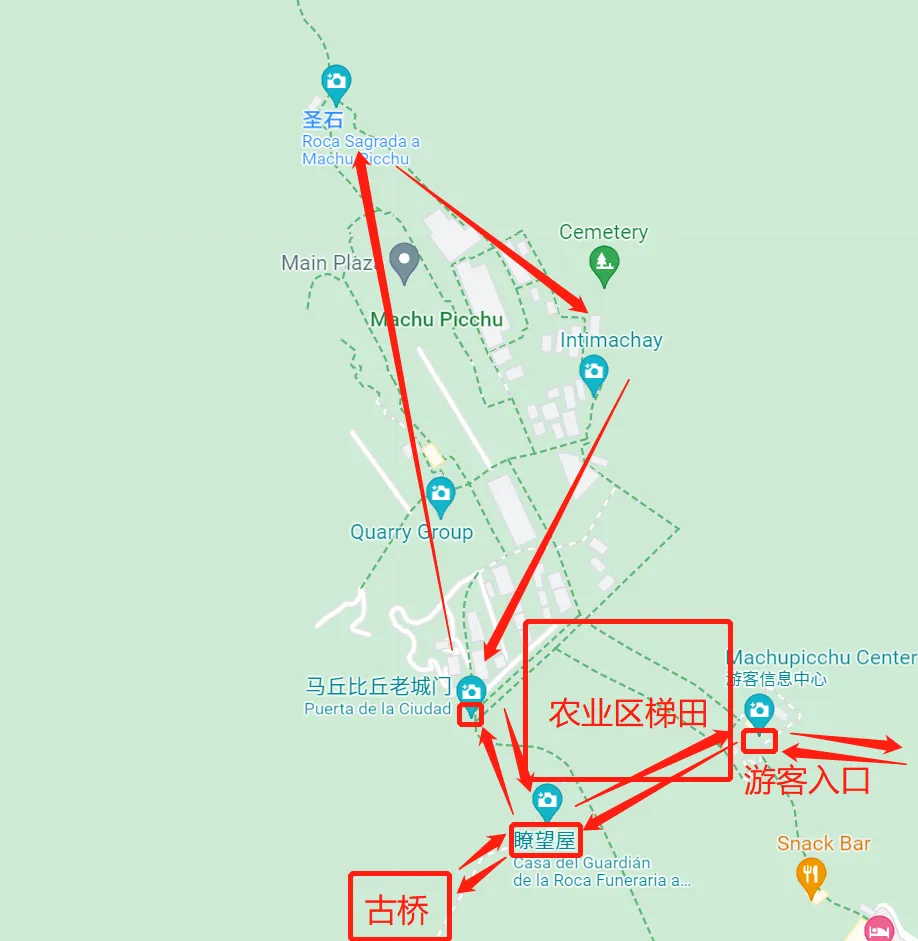 圣石
Roca Sagrada a
Machu Picchu
Cemetery
Main Plaza
Machu Picchu
Intimachay
Quarry Group
马丘比丘老城门
Puerta de la Ciudad
农业区梯田
Machupicchu Center
游客信息中心
游客入口
瞭望屋
Casa del Guardián
de la Roca Funeraria a...
Snack Bar
古桥